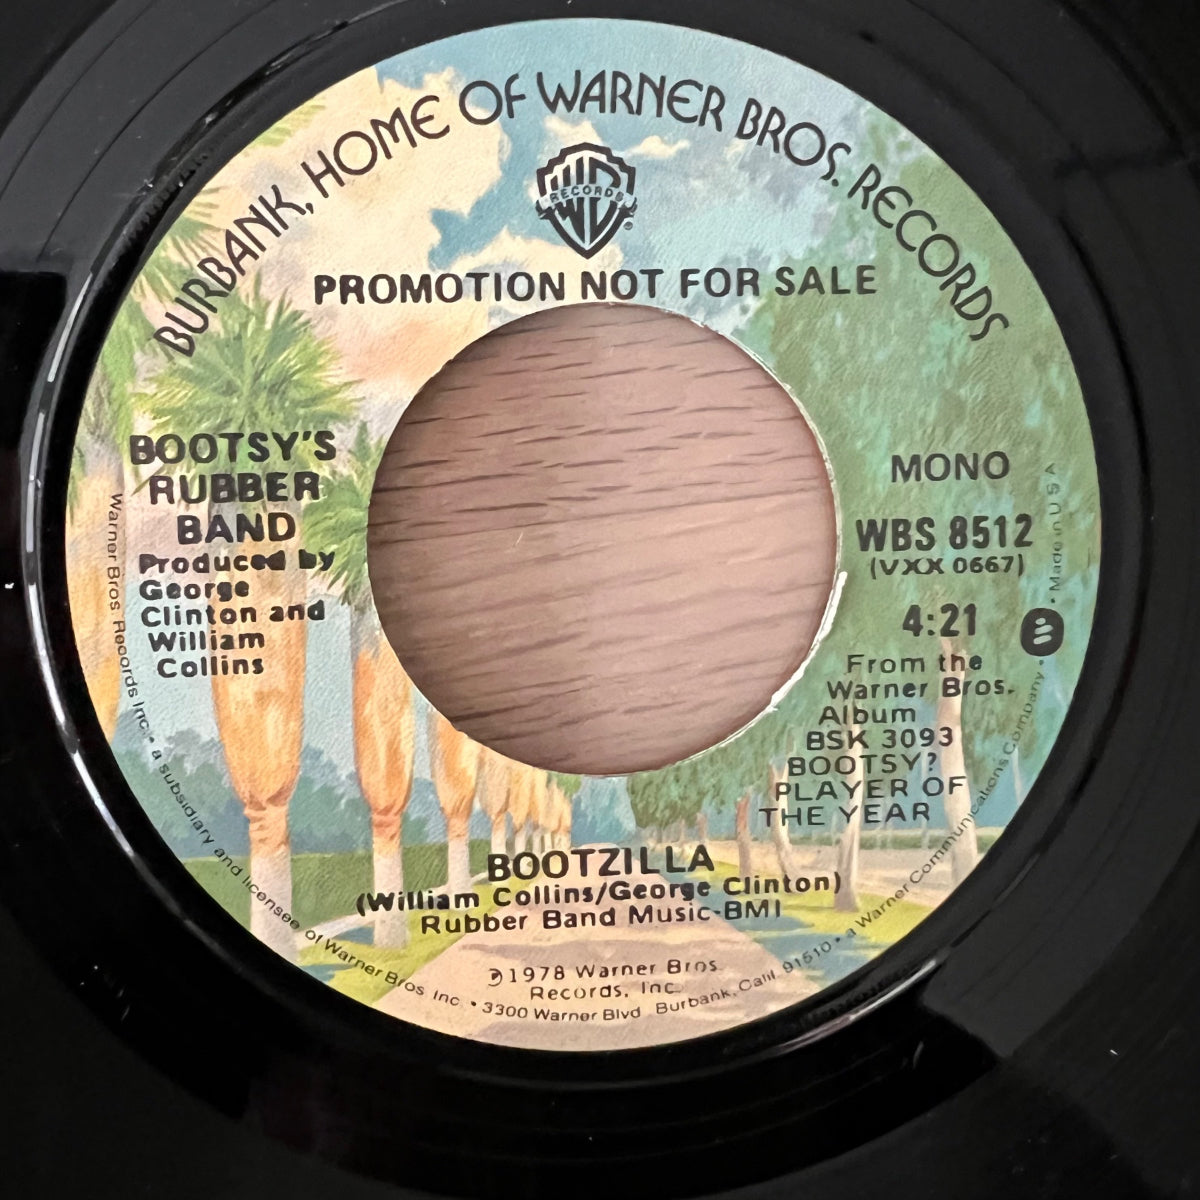 BURBANK, HOME OF WARNER BROS. RECORDS
RECORDS
®
PROMOTION NOT FOR SALE
BOOTSY'S
RUBBER
BAND
Produced by
George
Clinton and
William
Collins
MONO
WBS 8512
(VXX 0667)
4:21
From the
Warner Bros.
Album
BSK 3093
BOOTSY?
PLAYER OF
THE YEAR
BOOTZILLA
(William Collins/George Clinton)
Rubber Band Music-BMI
℗1978 Warner Bros.
Records, Inc.
Warner Bros. Records Inc. • a subsidiary and licensee of Warner Bros. Inc. • 3300 Warner Blvd. Burbank, Calif. 91510 • a Warner Communications Company • Made in USA